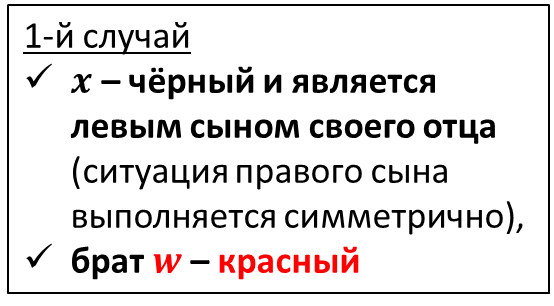 1-й случай
✓ x – чёрный и является
левым сыном своего отца
(ситуация правого сына
выполняется симметрично),
✓ брат w – красный